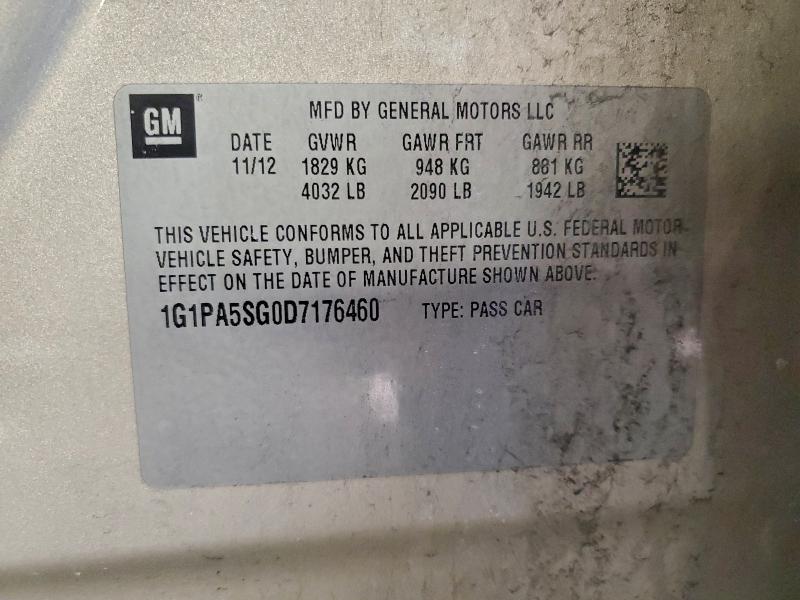 GM®
MFD BY GENERAL MOTORS LLC
DATE GVWR GAWR FRT GAWR RR
11/12 1829 KG 948 KG 881 KG
4032 LB 2090 LB 1942 LB
THIS VEHICLE CONFORMS TO ALL APPLICABLE U.S. FEDERAL MOTOR
VEHICLE SAFETY, BUMPER, AND THEFT PREVENTION STANDARDS IN
EFFECT ON THE DATE OF MANUFACTURE SHOWN ABOVE.
1G1PA5SG0D7176460 TYPE: PASS CAR